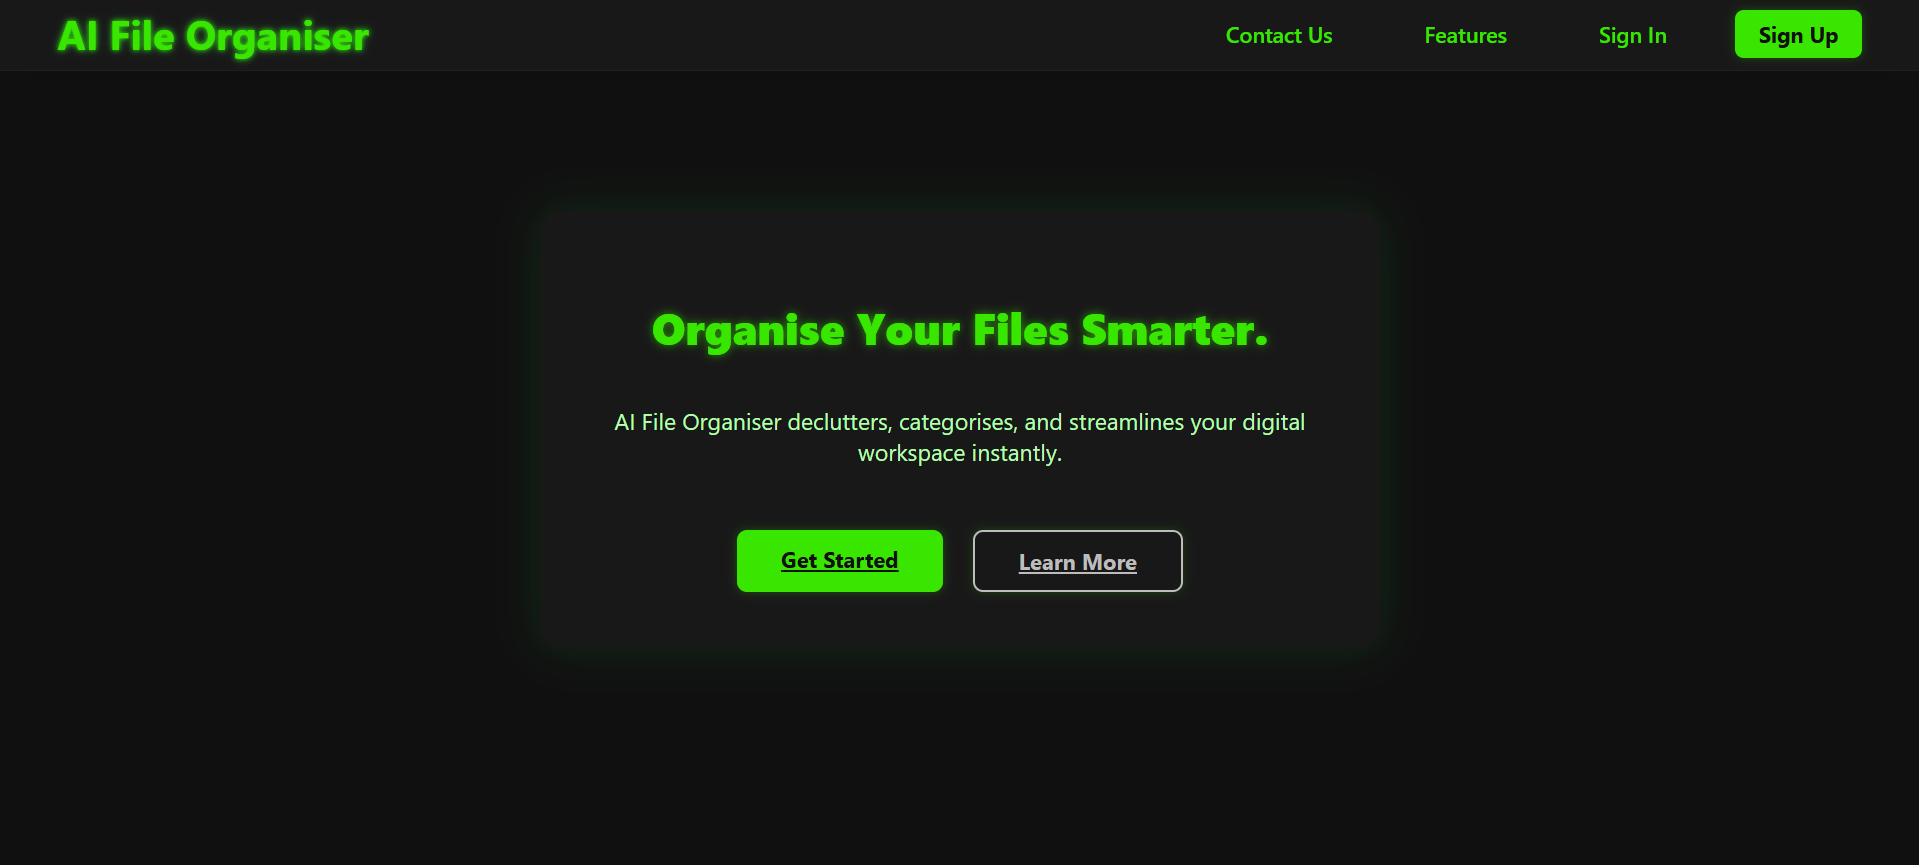 AI File Organiser
Contact Us
Features
Sign In
Sign Up
Organise Your Files Smarter.
AI File Organiser declutters, categorises, and streamlines your digital
workspace instantly.
Get Started
Learn More